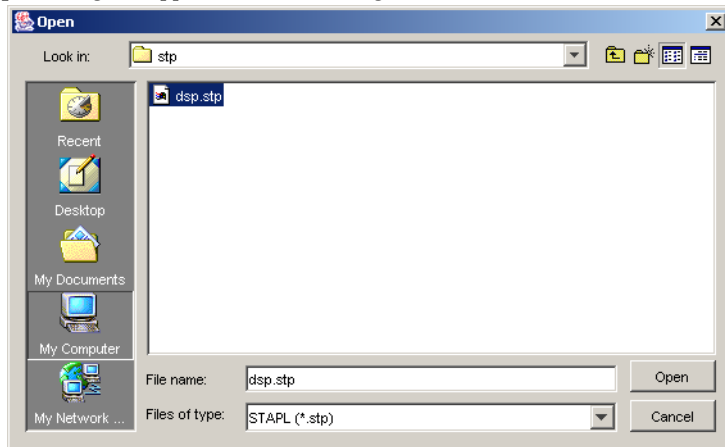 Open
Look in:
stp
dsp.stp
Recent
Desktop
My Documents
My Computer
My Network ...
File name:
dsp.stp
Open
Files of type:
STAPL (*.stp)
Cancel